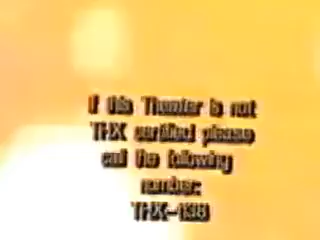 If this Theater is not
THX certified please
call the following
number:
THX-1138